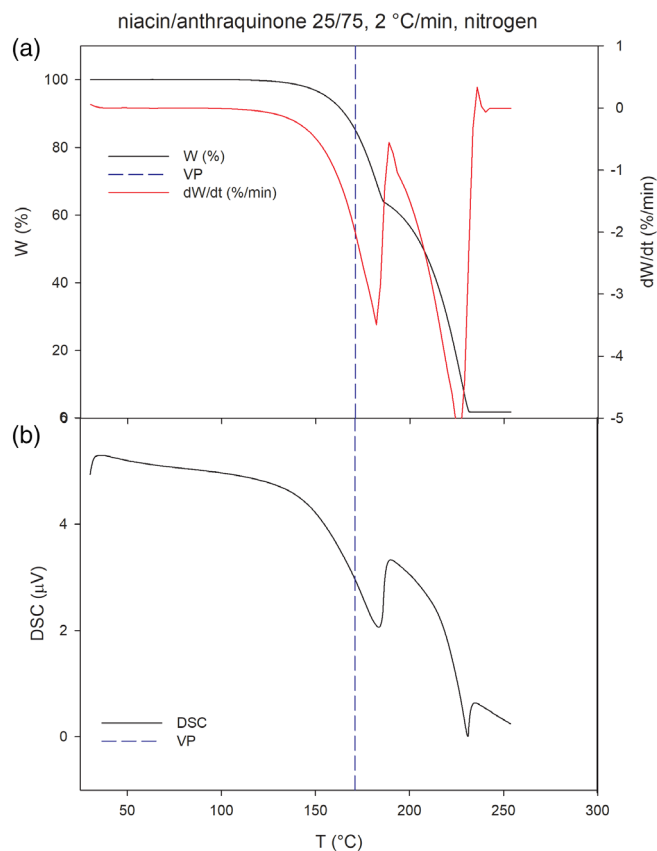 niacin/anthraquinone 25/75, 2 °C/min, nitrogen
(a)
1
100
0
80
-1
W (%)
VP
dW/dt (%/min)
W (%)
60
-2
dW/dt (%/min)
40
-3
20
-4
0
-5
(b)
6
4
DSC (μV)
2
DSC
VP
0
50 100 150 200 250 300
T (°C)